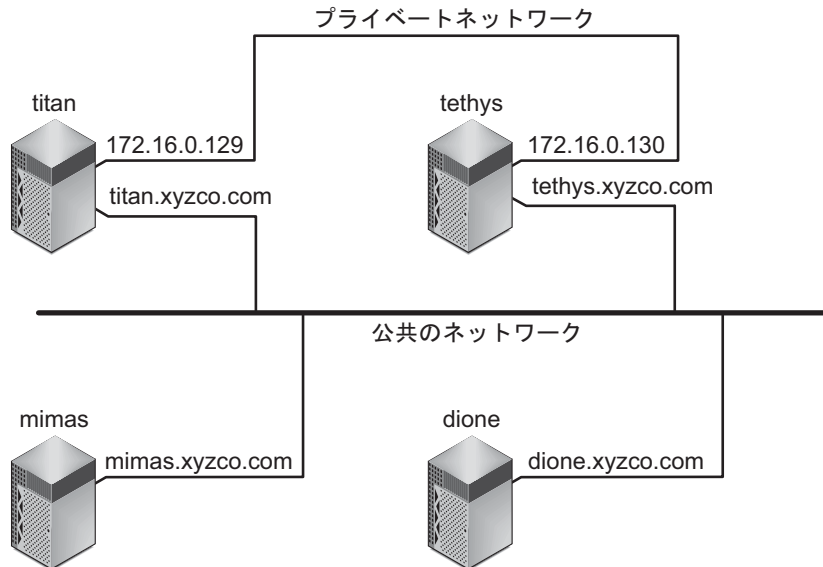 プライベートネットワーク
titan
tethys
172.16.0.129
172.16.0.130
titan.xyzco.com
tethys.xyzco.com
公共のネットワーク
mimas
dione
mimas.xyzco.com
dione.xyzco.com